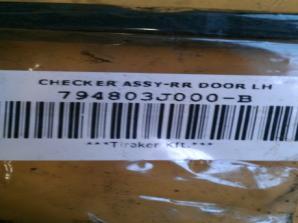 CHECKER ASSY-RR DOOR LH
794803J000-B
***Tiraker Kft.***